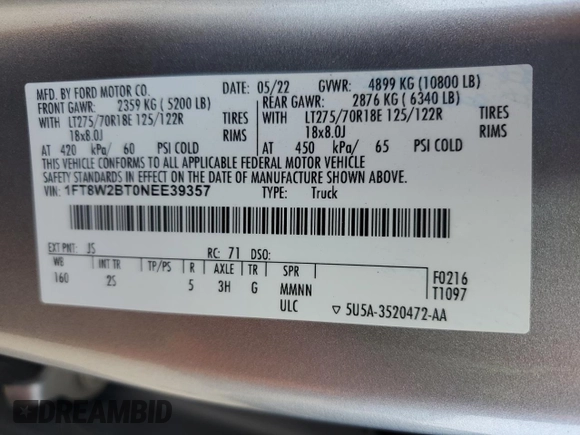 MFD. BY FORD MOTOR CO. DATE: 05/22 GVWR: 4899 KG (10800 LB)
FRONT GAWR: 2359 KG ( 5200 LB) REAR GAWR: 2876 KG ( 6340 LB)
WITH LT275/70R18E 125/122R TIRES WITH LT275/70R18E 125/122R TIRES
18x8.0J RIMS 18x8.0J RIMS
AT 420 kPa/ 60 PSI COLD AT 450 kPa/ 65 PSI COLD
THIS VEHICLE CONFORMS TO ALL APPLICABLE FEDERAL MOTOR VEHICLE
SAFETY STANDARDS IN EFFECT ON THE DATE OF MANUFACTURE SHOWN ABOVE.
VIN: 1FT8W2BT0NEE39357 TYPE: Truck
EXT PNT: JS RC: 71 DSO:
WB INT TR TP/PS R AXLE TR SPR F0216
160 2S 5 3H G MMNN T1097
ULC ▽ 5U5A-3520472-AA
DREAMBID